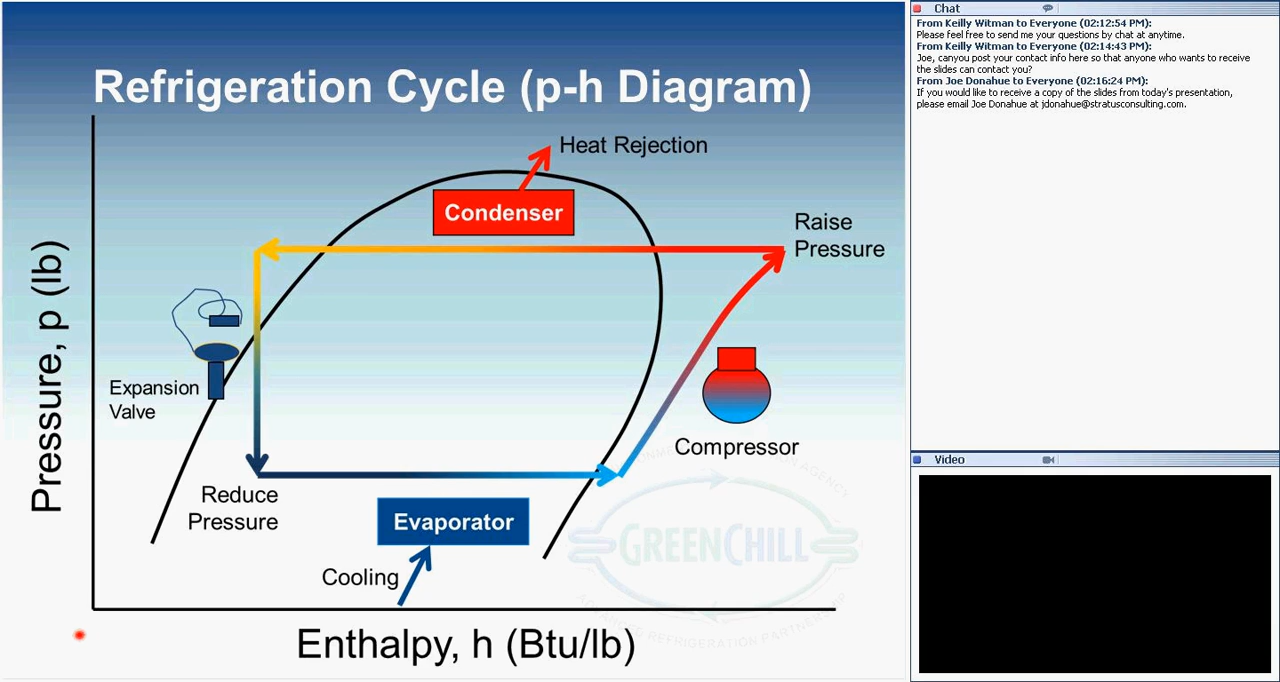 Refrigeration Cycle (p-h Diagram)
Heat Rejection
Condenser
Raise
Pressure
Pressure, p (lb)
Expansion
Valve
Compressor
Reduce
Pressure
Evaporator
Cooling
GREENCHILL
ADVANCED REFRIGERATION PARTNERSHIP
Enthalpy, h (Btu/lb)
Chat
From Keilly Witman to Everyone (02:12:54 PM):
Please feel free to send me your questions by chat at anytime.
From Keilly Witman to Everyone (02:14:43 PM):
Joe, canyou post your contact info here so that anyone who wants to receive
the slides can contact you?
From Joe Donahue to Everyone (02:16:24 PM):
If you would like to receive a copy of the slides from today's presentation,
please email Joe Donahue at jdonahue@stratusconsulting.com.
Video